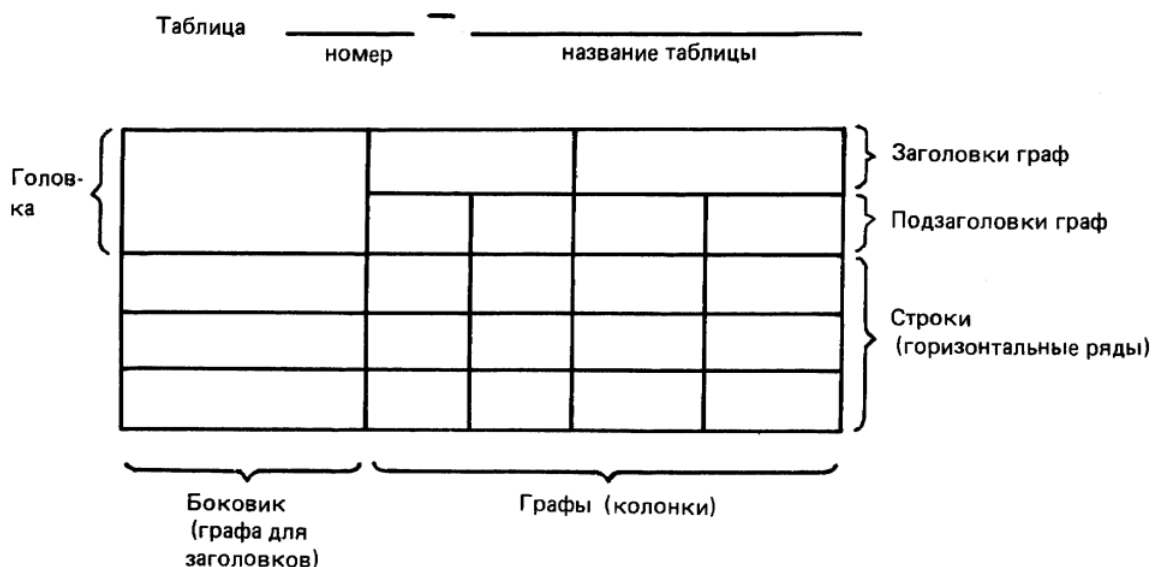 Таблица — 
номер название таблицы
Заголовки граф
Голов-
ка
Подзаголовки граф
Строки
(горизонтальные ряды)
Боковик
(графа для
заголовков)
Графы (колонки)